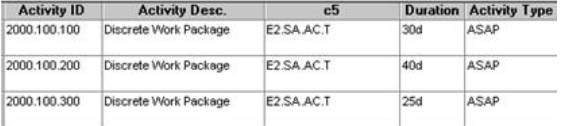 Activity ID Activity Desc. c5 Duration Activity Type
2000.100.100 Discrete Work Package E2.SA.AC.T 30d ASAP
2000.100.200 Discrete Work Package E2.SA.AC.T 40d ASAP
2000.100.300 Discrete Work Package E2.SA.AC.T 25d ASAP